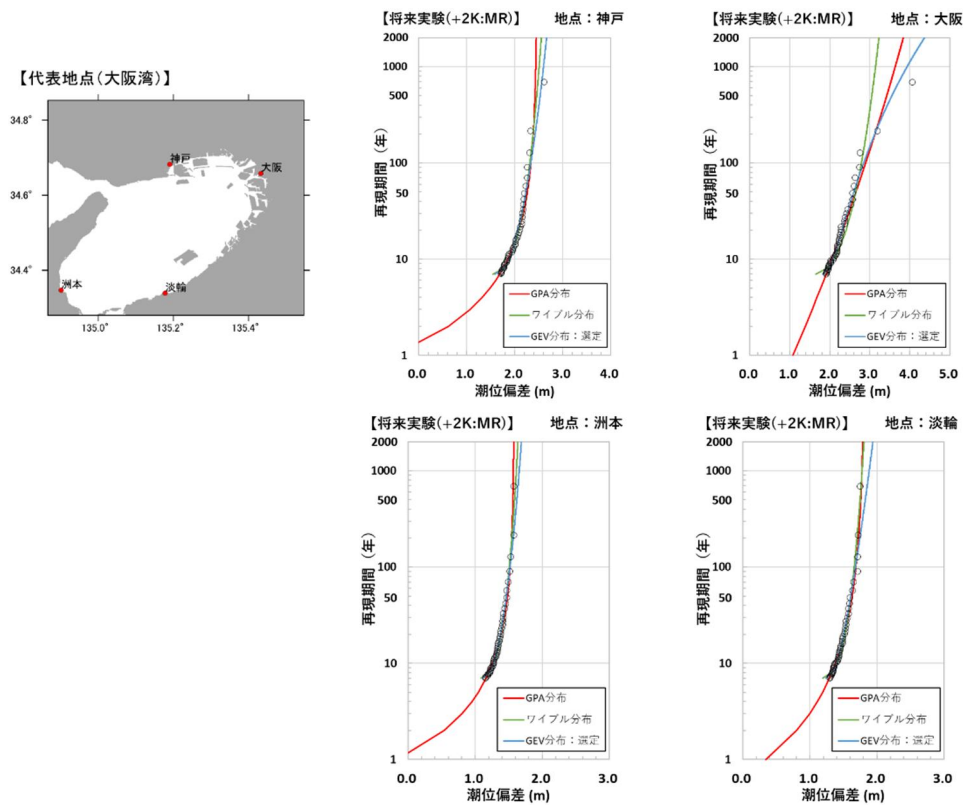 【代表地点(大阪湾)】
34.8°
34.6°
34.4°
135.0°
135.2°
135.4°
神戸
大阪
洲本
淡輪
【将来実験(+2K:MR)】 地点：神戸
再現期間（年）
2000
1000
500
100
50
10
1
GPA分布
ワイブル分布
GEV分布：選定
0.0 1.0 2.0 3.0 4.0
潮位偏差 (m)
【将来実験(+2K:MR)】 地点：大阪
再現期間（年）
2000
1000
500
100
50
10
1
GPA分布
ワイブル分布
GEV分布：選定
0.0 1.0 2.0 3.0 4.0 5.0
潮位偏差 (m)
【将来実験(+2K:MR)】 地点：洲本
再現期間（年）
2000
1000
500
100
50
10
1
GPA分布
ワイブル分布
GEV分布：選定
0.0 1.0 2.0 3.0
潮位偏差 (m)
【将来実験(+2K:MR)】 地点：淡輪
再現期間（年）
2000
1000
500
100
50
10
1
GPA分布
ワイブル分布
GEV分布：選定
0.0 1.0 2.0 3.0
潮位偏差 (m)